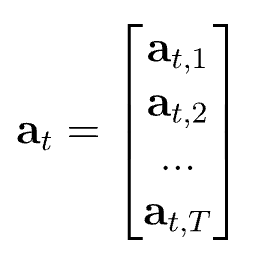 a_t = [a_{t,1}
a_{t,2}
...
a_{t,T}]